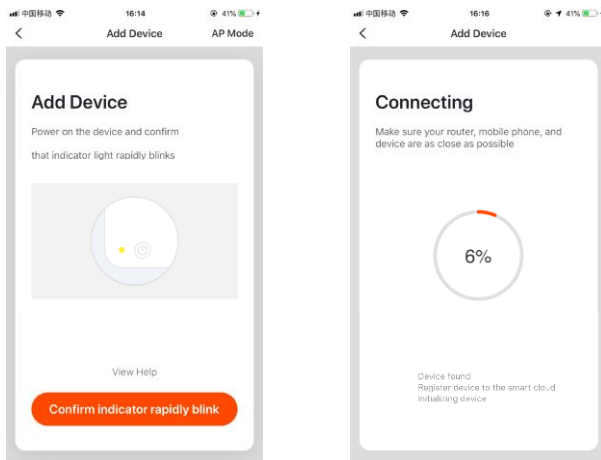 中国移动 16:14 41%
Add Device AP Mode
Add Device
Power on the device and confirm
that indicator light rapidly blinks
View Help
Confirm indicator rapidly blink
中国移动 16:16 41%
Add Device
Connecting
Make sure your router, mobile phone, and
device are as close as possible
6%
Device found
Register device to the smart cloud
Initializing device